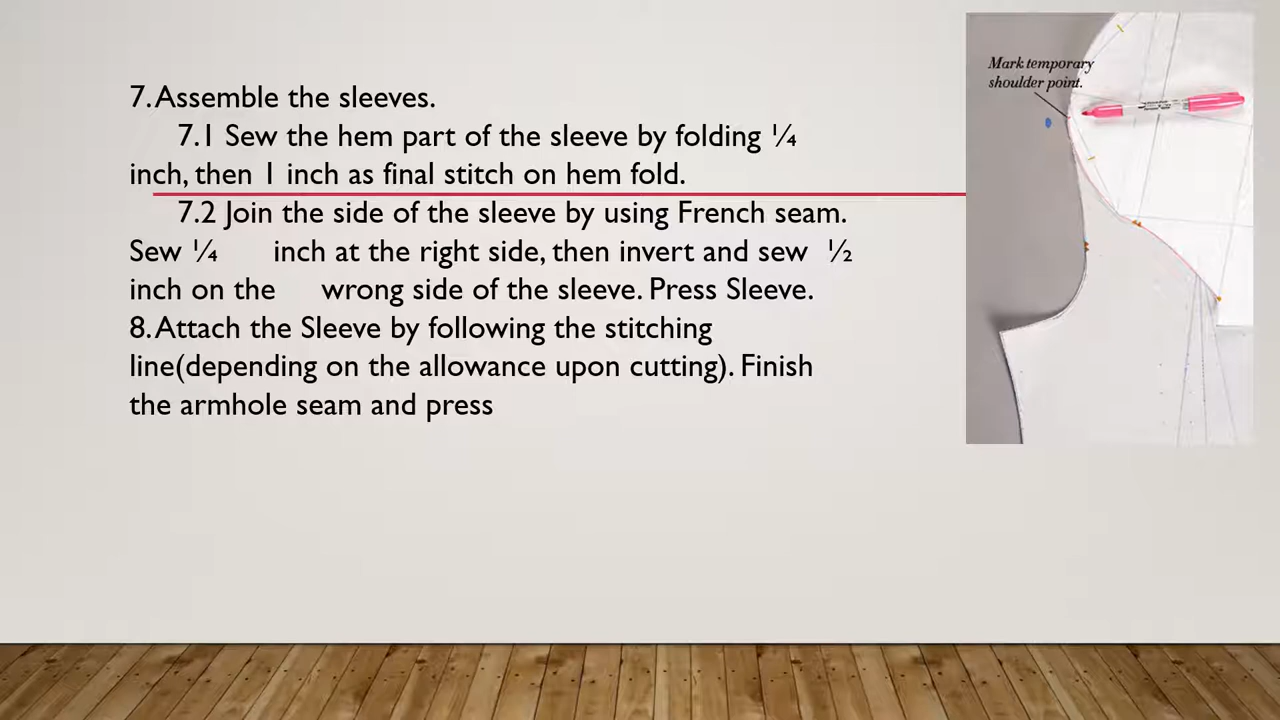 7. Assemble the sleeves.
7.1 Sew the hem part of the sleeve by folding ¼
inch, then 1 inch as final stitch on hem fold.
7.2 Join the side of the sleeve by using French seam.
Sew ¼ inch at the right side, then invert and sew ½
inch on the wrong side of the sleeve. Press Sleeve.
8. Attach the Sleeve by following the stitching
line(depending on the allowance upon cutting). Finish
the armhole seam and press
Mark temporary
shoulder point.